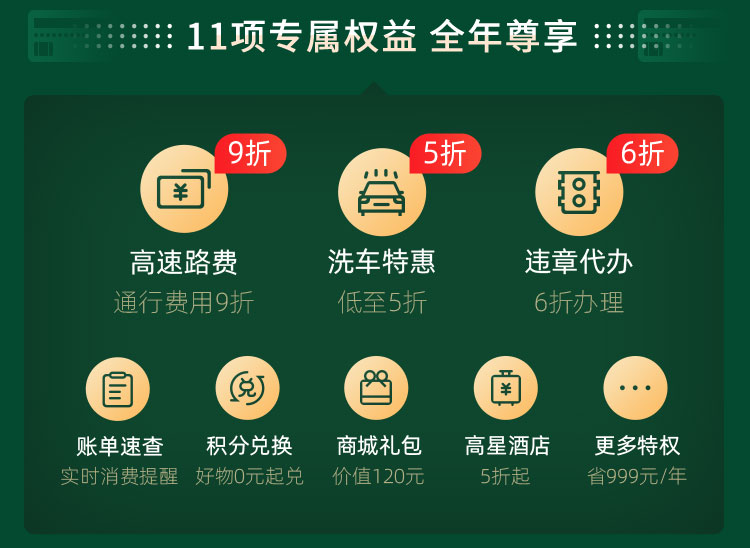 11项专属权益 全年尊享
9折 5折 6折
¥
高速路费 洗车特惠 违章代办
通行费用9折 低至5折 6折办理
兑 ¥
账单速查 积分兑换 商城礼包 高星酒店 更多特权
实时消费提醒 好物0元起兑 价值120元 5折起 省999元/年